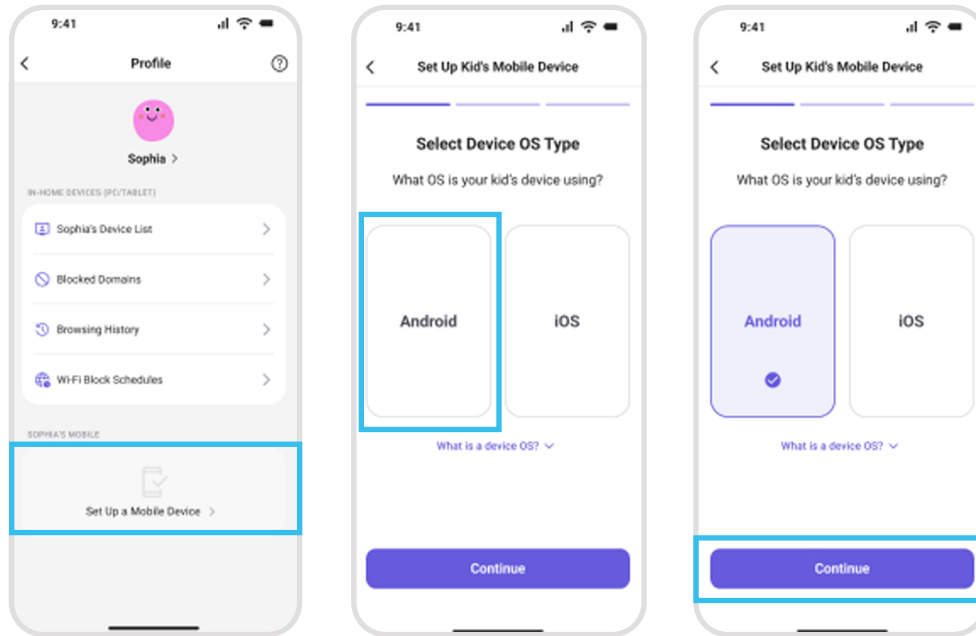 9:41
Profile
Sophia >
IN-HOME DEVICES (PC/TABLET)
Sophia's Device List
Blocked Domains
Browsing History
Wi-Fi Block Schedules
SOPHIA'S MOBILE
Set Up a Mobile Device >
9:41
Set Up Kid's Mobile Device
Select Device OS Type
What OS is your kid's device using?
Android
iOS
What is a device OS?
Continue
9:41
Set Up Kid's Mobile Device
Select Device OS Type
What OS is your kid's device using?
Android
iOS
What is a device OS?
Continue